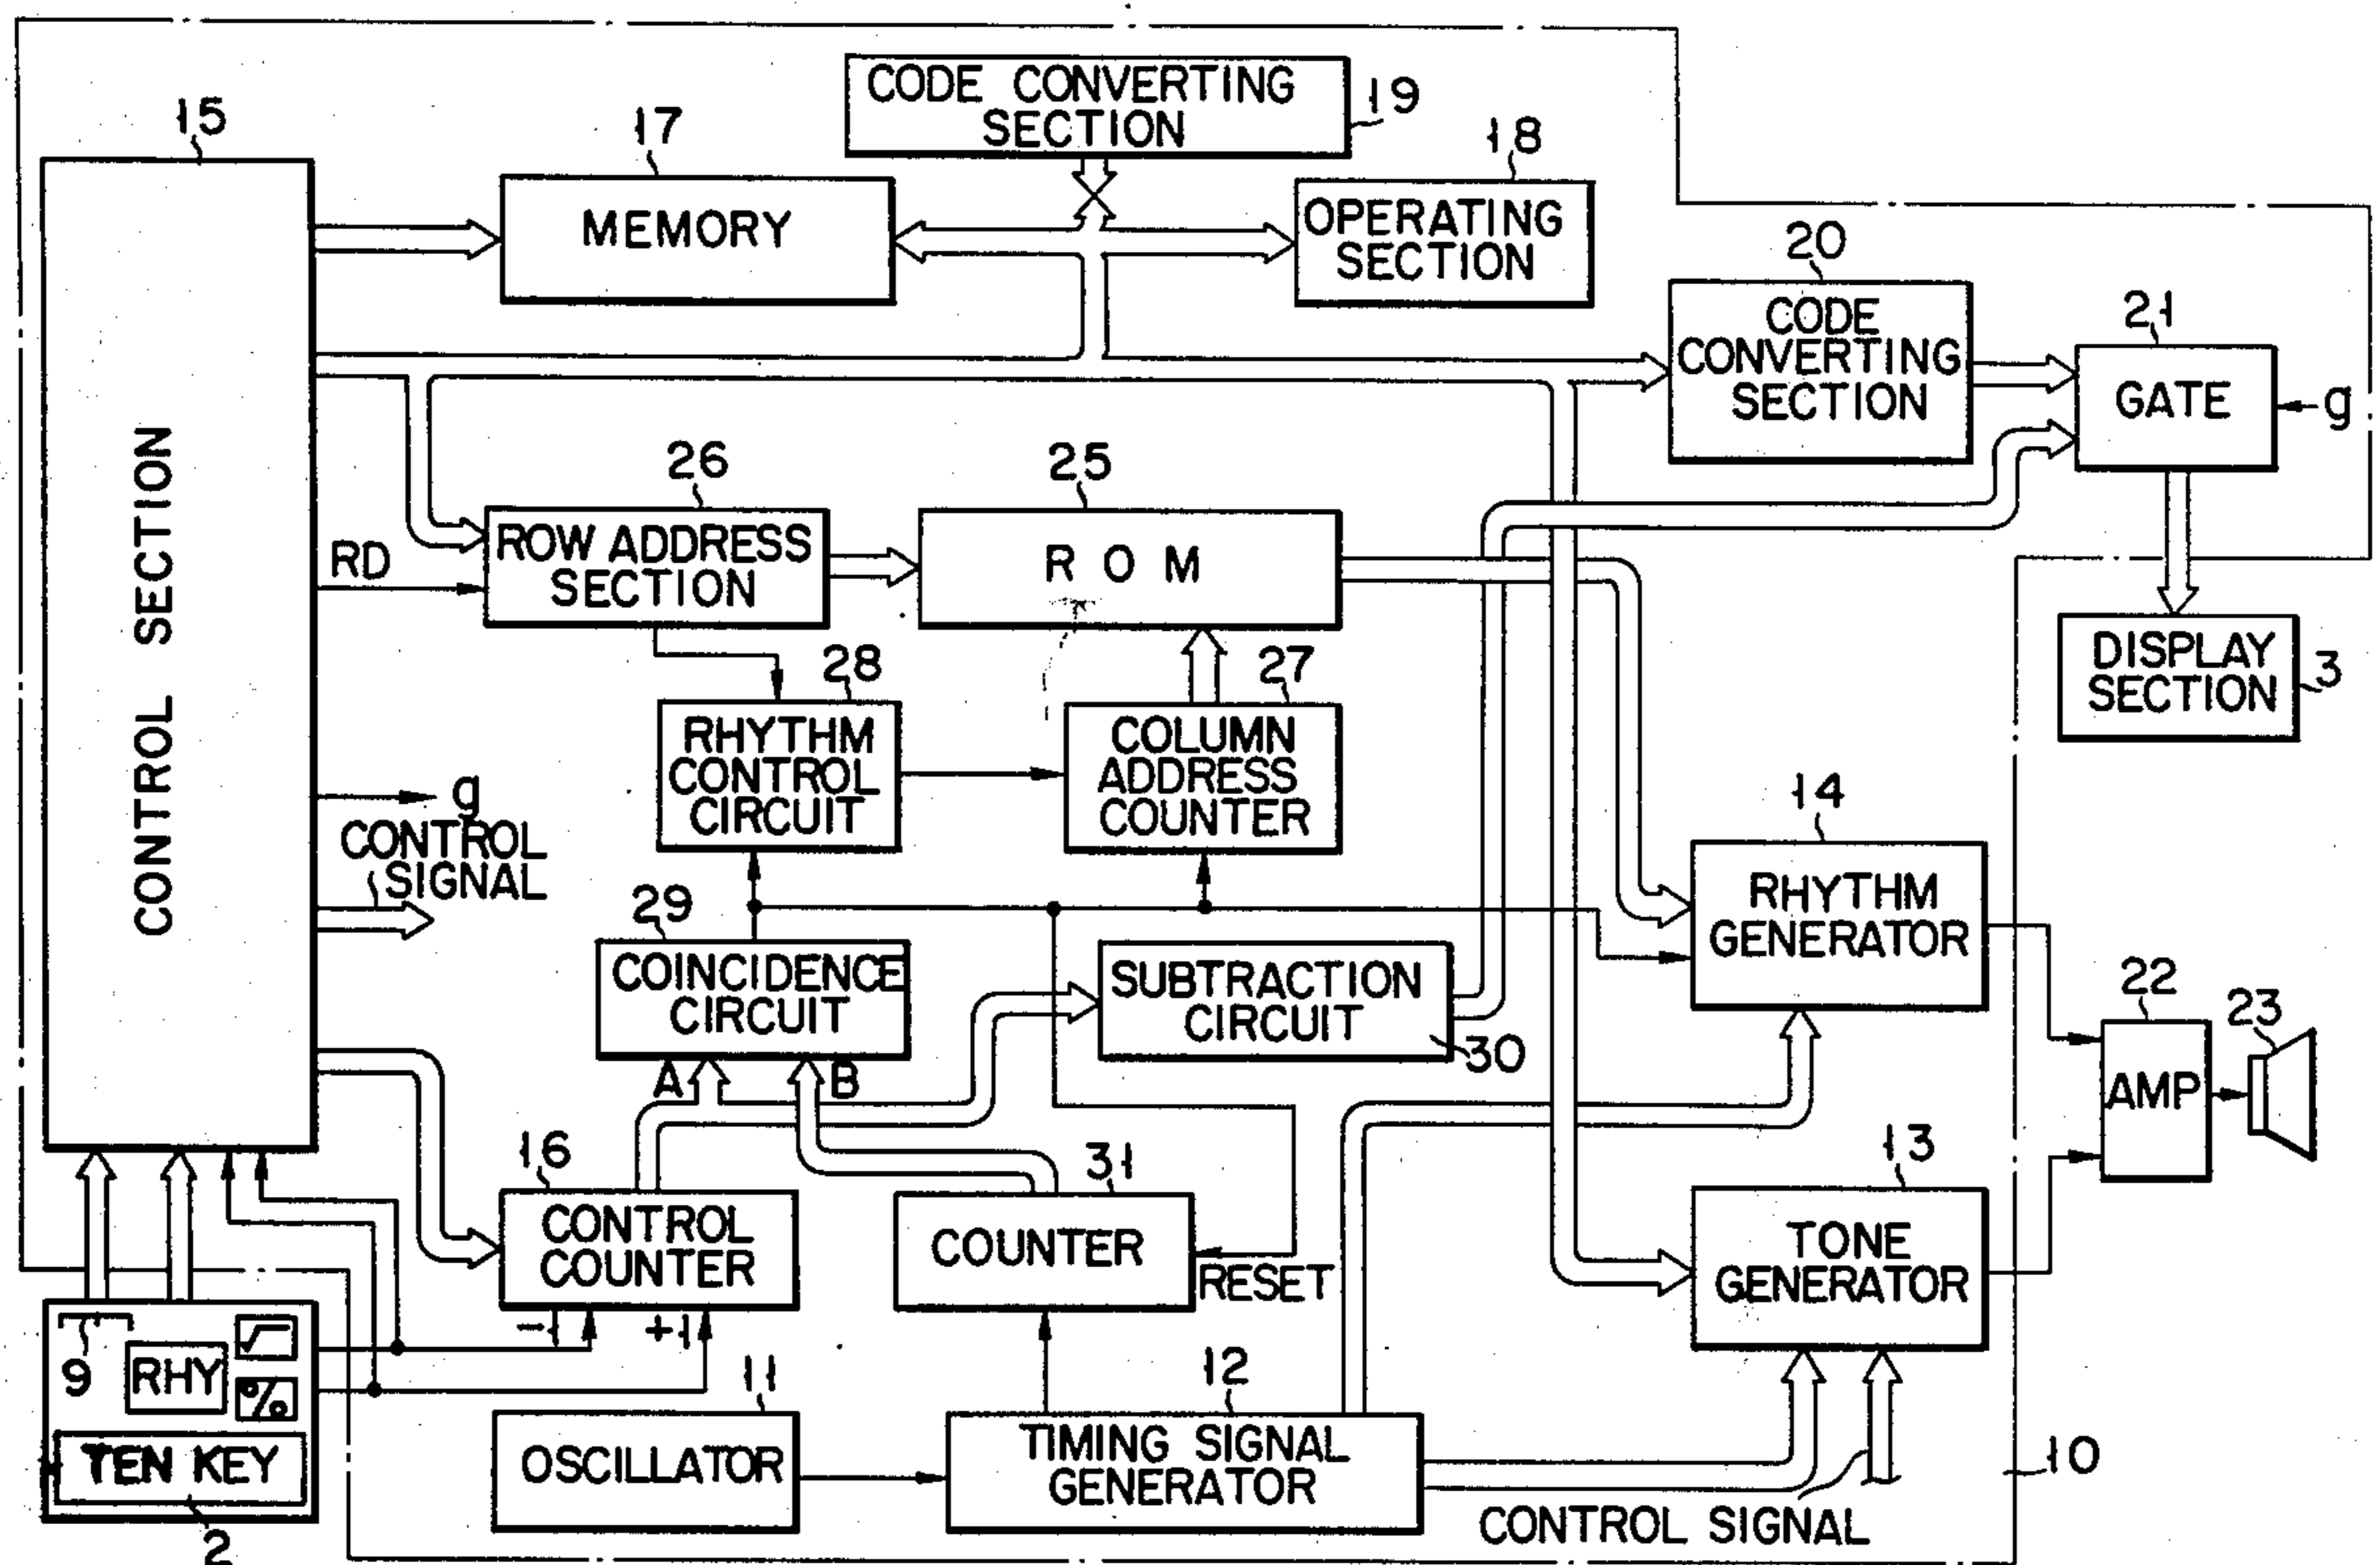 CODE CONVERTING
SECTION
19
15
17
18
MEMORY
OPERATING
SECTION
20
CODE
CONVERTING
SECTION
21
GATE
g
CONTROL SECTION
26
25
ROW ADDRESS
SECTION
RD
R O M
28
27
DISPLAY
SECTION
3
RHYTHM
CONTROL
CIRCUIT
COLUMN
ADDRESS
COUNTER
g
CONTROL
SIGNAL
14
RHYTHM
GENERATOR
29
COINCIDENCE
CIRCUIT
SUBTRACTION
CIRCUIT
30
22
23
AMP
A
B
16
CONTROL
COUNTER
31
COUNTER
RESET
13
TONE
GENERATOR
-1
+1
9
RHY
√
%
TEN KEY
2
11
OSCILLATOR
12
TIMING SIGNAL
GENERATOR
CONTROL SIGNAL
10